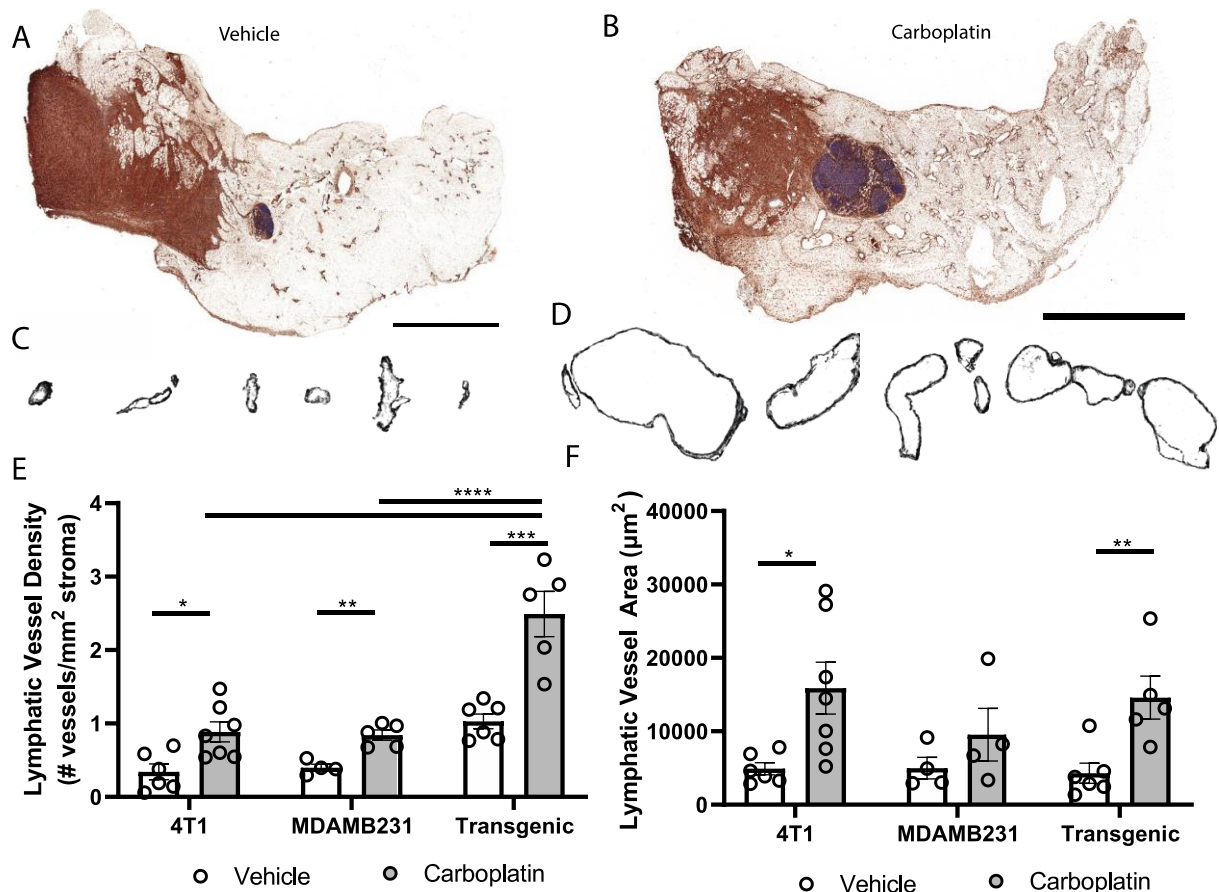 A
Vehicle
B
Carboplatin
C
D
E
Lymphatic Vessel Density
(# vessels/mm² stroma)
4
3
2
1
0
*
**
***
****
4T1
MDAMB231
Transgenic
Vehicle
Carboplatin
F
Lymphatic Vessel Area (µm²)
40000
30000
20000
10000
0
*
**
4T1
MDAMB231
Transgenic
Vehicle
Carboplatin